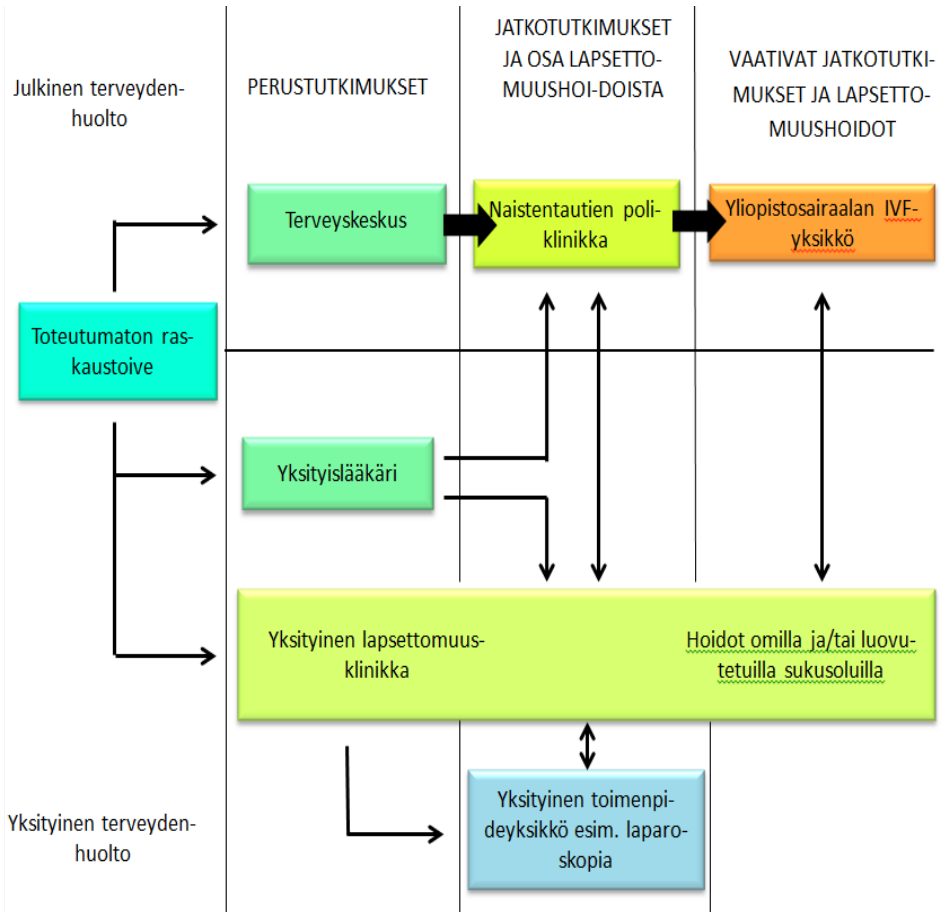 JATKOTUTKIMUKSET
JA OSA LAPSETTO-
MUUSHOI-DOISTA
VAATIVAT JATKOTUTKI-
MUKSET JA LAPSETTO-
MUUSHOIDOT
Julkinen terveyden-
huolto
PERUSTUTKIMUKSET
Terveyskeskus
Naistentautien poli-
klinikka
Yliopistosairaalan IVF-
yksikkö
Toteutumaton ras-
kaustoive
Yksityislääkäri
Yksityinen lapsettomuus-
klinikka
Hoidot omilla ja/tai luovu-
tetuilla sukusoluilla
Yksityinen toimenpi-
deyksikkö esim. laparo-
skopia
Yksityinen terveyden-
huolto